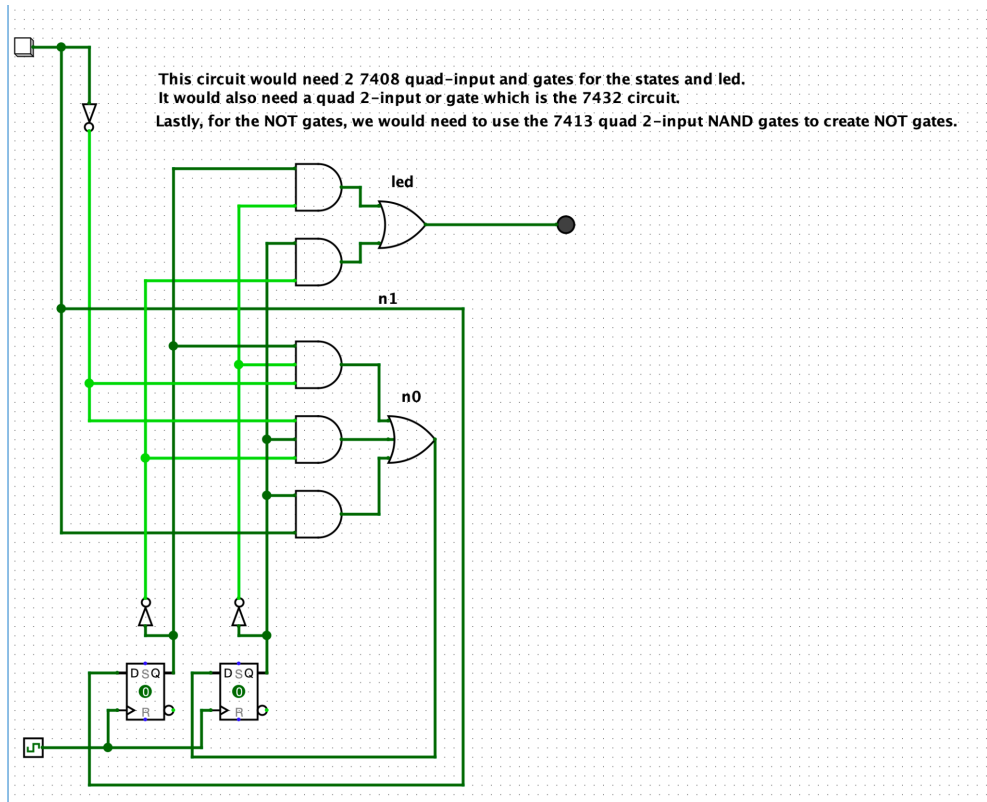 This circuit would need 2 7408 quad-input and gates for the states and led.
It would also need a quad 2-input or gate which is the 7432 circuit.
Lastly, for the NOT gates, we would need to use the 7413 quad 2-input NAND gates to create NOT gates.
led
n1
n0
D S Q
0
R
D S Q
0
R